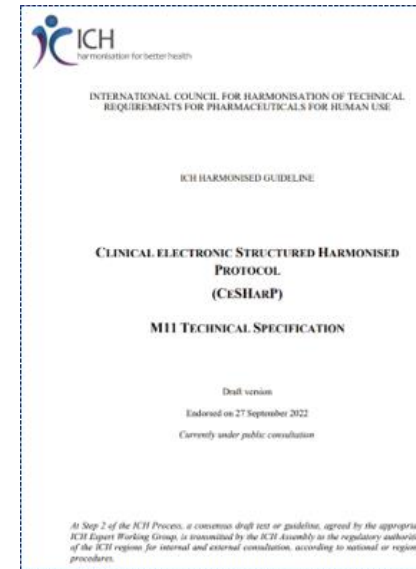 ICH
harmonisation for better health
INTERNATIONAL COUNCIL FOR HARMONISATION OF TECHNICAL
REQUIREMENTS FOR PHARMACEUTICALS FOR HUMAN USE
ICH HARMONISED GUIDELINE
CLINICAL ELECTRONIC STRUCTURED HARMONISED
PROTOCOL
(CESHARP)
M11 TECHNICAL SPECIFICATION
Draft version
Endorsed on 27 September 2022
Currently under public consultation
At Step 2 of the ICH Process, a consensus draft text or guideline, agreed by the
ICH Expert Working Group, is transmitted by the ICH Assembly to the regulatory
of the ICH regions for internal and external consultation, according to national or
procedures.